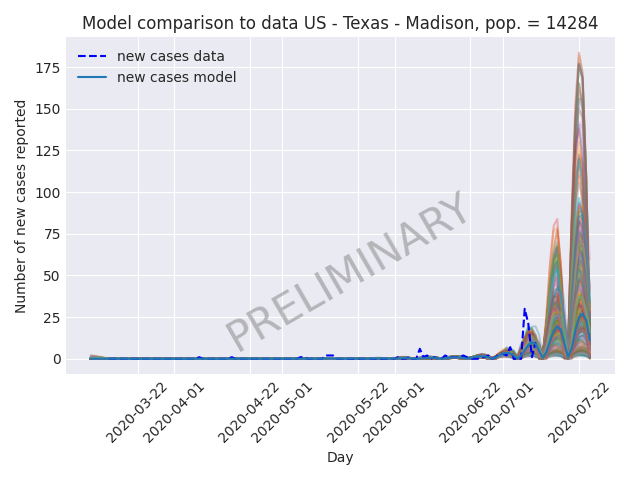 Model comparison to data US - Texas - Madison, pop. = 14284
new cases data
new cases model
Number of new cases reported
175
150
125
100
75
50
25
0
PRELIMINARY
2020-03-22
2020-04-01
2020-04-22
2020-05-01
2020-05-22
2020-06-01
2020-06-22
2020-07-01
2020-07-22
Day